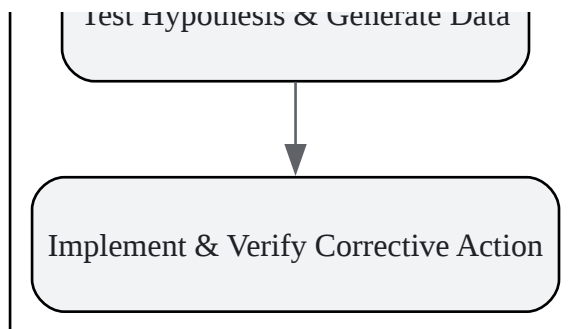 Test Hypothesis & Generate Data
Implement & Verify Corrective Action